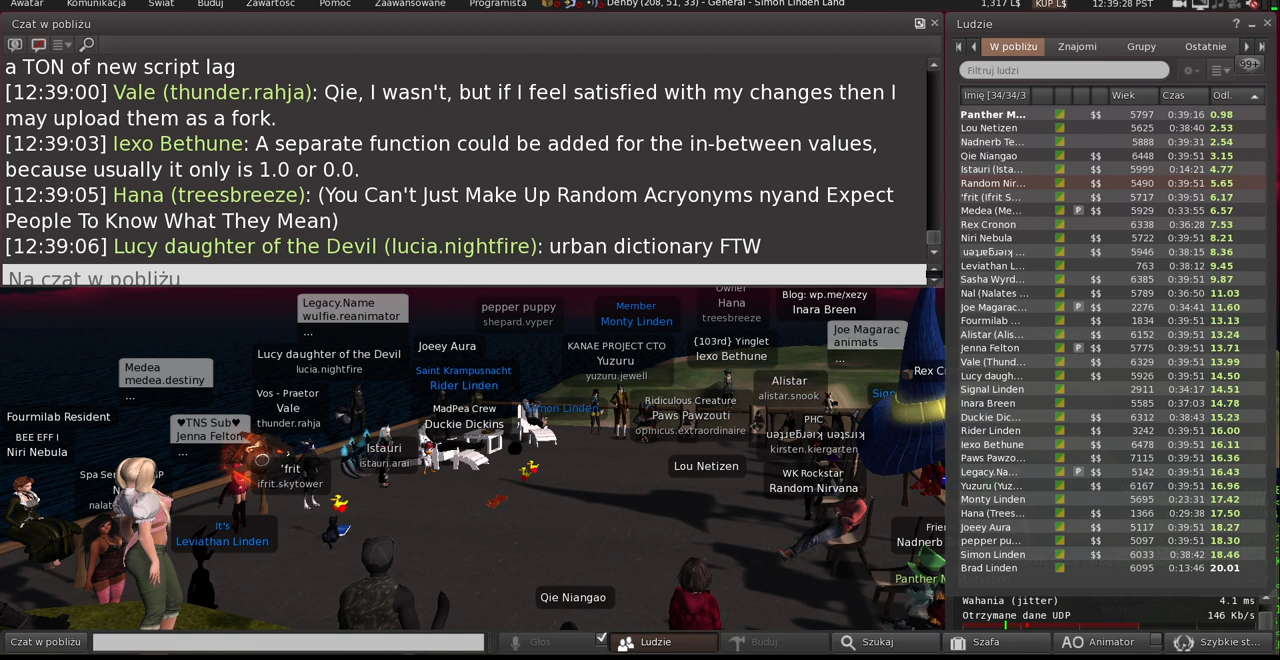 Awatar Komunikacja Świat Buduj Zawartość Pomoc Zaawansowane Programista Denby (208, 51, 33) - General - Simon Linden Land 1,317 L$ KUP L$ 12:39:28 PST
Czat w pobliżu
a TON of new script lag
[12:39:00] Vale (thunder.rahja): Qie, I wasn't, but if I feel satisfied with my changes then I
may upload them as a fork.
[12:39:03] Iexo Bethune: A separate function could be added for the in-between values,
because usually it only is 1.0 or 0.0.
[12:39:05] Hana (treesbreeze): (You Can't Just Make Up Random Acryonyms nyand Expect
People To Know What They Mean)
[12:39:06] Lucy daughter of the Devil (lucia.nightfire): urban dictionary FTW
Na czat w pobliżu
Legacy.Name
wulfie.reanimator
...
pepper puppy
shepard.vyper
Member
Monty Linden
Owner
Hana
treesbreeze
Blog: wp.me/xezy
Inara Breen
Joe Magarac
animats
...
Medea
medea.destiny
...
Lucy daughter of the Devil
lucia.nightfire
Joeey Aura
KANAE PROJECT CTO
Yuzuru
yuzuru.jewell
{103rd} Yinglet
Iexo Bethune
Saint Krampusnacht
Rider Linden
Rex C
Vos - Praetor
Vale
thunder.rahja
MadPea Crew
Duckie Dickins
Simon Linden
Ridiculous Creature
Paws Pawzouti
opinicus.extraordinaire
Alistar
alistar.snook
Sign
Fourmilab Resident
BEE EFF I
Niri Nebula
♥TNS Sub♥
Jenna Felton
...
Istauri
istauri.arai
PHC
kirsten.kiergarten
'frit
ifrit.skytower
Lou Netizen
WK Rockstar
Random Nirvana
Spa Ser
AP
N
nalat
It's
Leviathan Linden
Frien
Nadnerb
Panther M
Qie Niangao
Ludzie
W pobliżu Znajomi Grupy Ostatnie
99+
Filtruj ludzi
Imię [34/34/3 Wiek Czas Odl.
Panther M... $$ 5797 0:39:16 0.98
Lou Netizen 5625 0:38:40 2.53
Nadnerb Te... 5888 0:39:31 2.54
Qie Niangao $$ 6448 0:39:51 3.15
Istauri (Ista... $$ 5999 0:14:21 4.77
Random Nir... $$ 5490 0:39:51 5.65
'frit (Ifrit S... $$ 5717 0:39:51 6.17
Medea (Me... P $$ 5929 0:33:55 6.57
Rex Cronon 6338 0:36:28 7.53
Niri Nebula $$ 5722 0:39:51 8.21
$$ 5946 0:38:15 8.36
Leviathan L... 763 0:38:12 9.45
Sasha Wyrd... $$ 6385 0:39:51 9.87
Nal (Nalates ... $$ 5789 0:36:50 11.03
Joe Magarac... P $$ 2276 0:34:41 11.60
Fourmilab ... $$ 1834 0:39:51 13.13
Alistar (Alis... $$ 6152 0:39:51 13.24
Jenna Felton P $$ 5775 0:39:51 13.71
Vale (Thund... $$ 6329 0:39:51 13.99
Lucy daugh... $$ 5926 0:39:51 14.50
Signal Linden 2911 0:34:17 14.51
Inara Breen 5585 0:37:03 14.78
Duckie Dic... $$ 6312 0:38:43 15.23
Rider Linden $$ 3242 0:39:51 16.00
Iexo Bethune $$ 6478 0:39:51 16.11
Paws Pawzo... $$ 7115 0:39:51 16.36
Legacy.Na... P $$ 5142 0:39:51 16.43
Yuzuru (Yuz... $$ 6167 0:39:51 16.96
Monty Linden 5695 0:23:31 17.42
Hana (Trees... $$ 1366 0:29:38 17.50
Joeey Aura $$ 5117 0:39:51 18.27
pepper pu... $$ 5097 0:39:51 18.30
Simon Linden $$ 6033 0:38:42 18.46
Brad Linden 6095 0:13:46 20.01
Wahania (jitter) 4.1 ms
Otrzymane dane UDP 146 Kb/s
Czat w pobliżu Głos Ludzie Buduj Szukaj Szafa AO Animator Szybkie st...